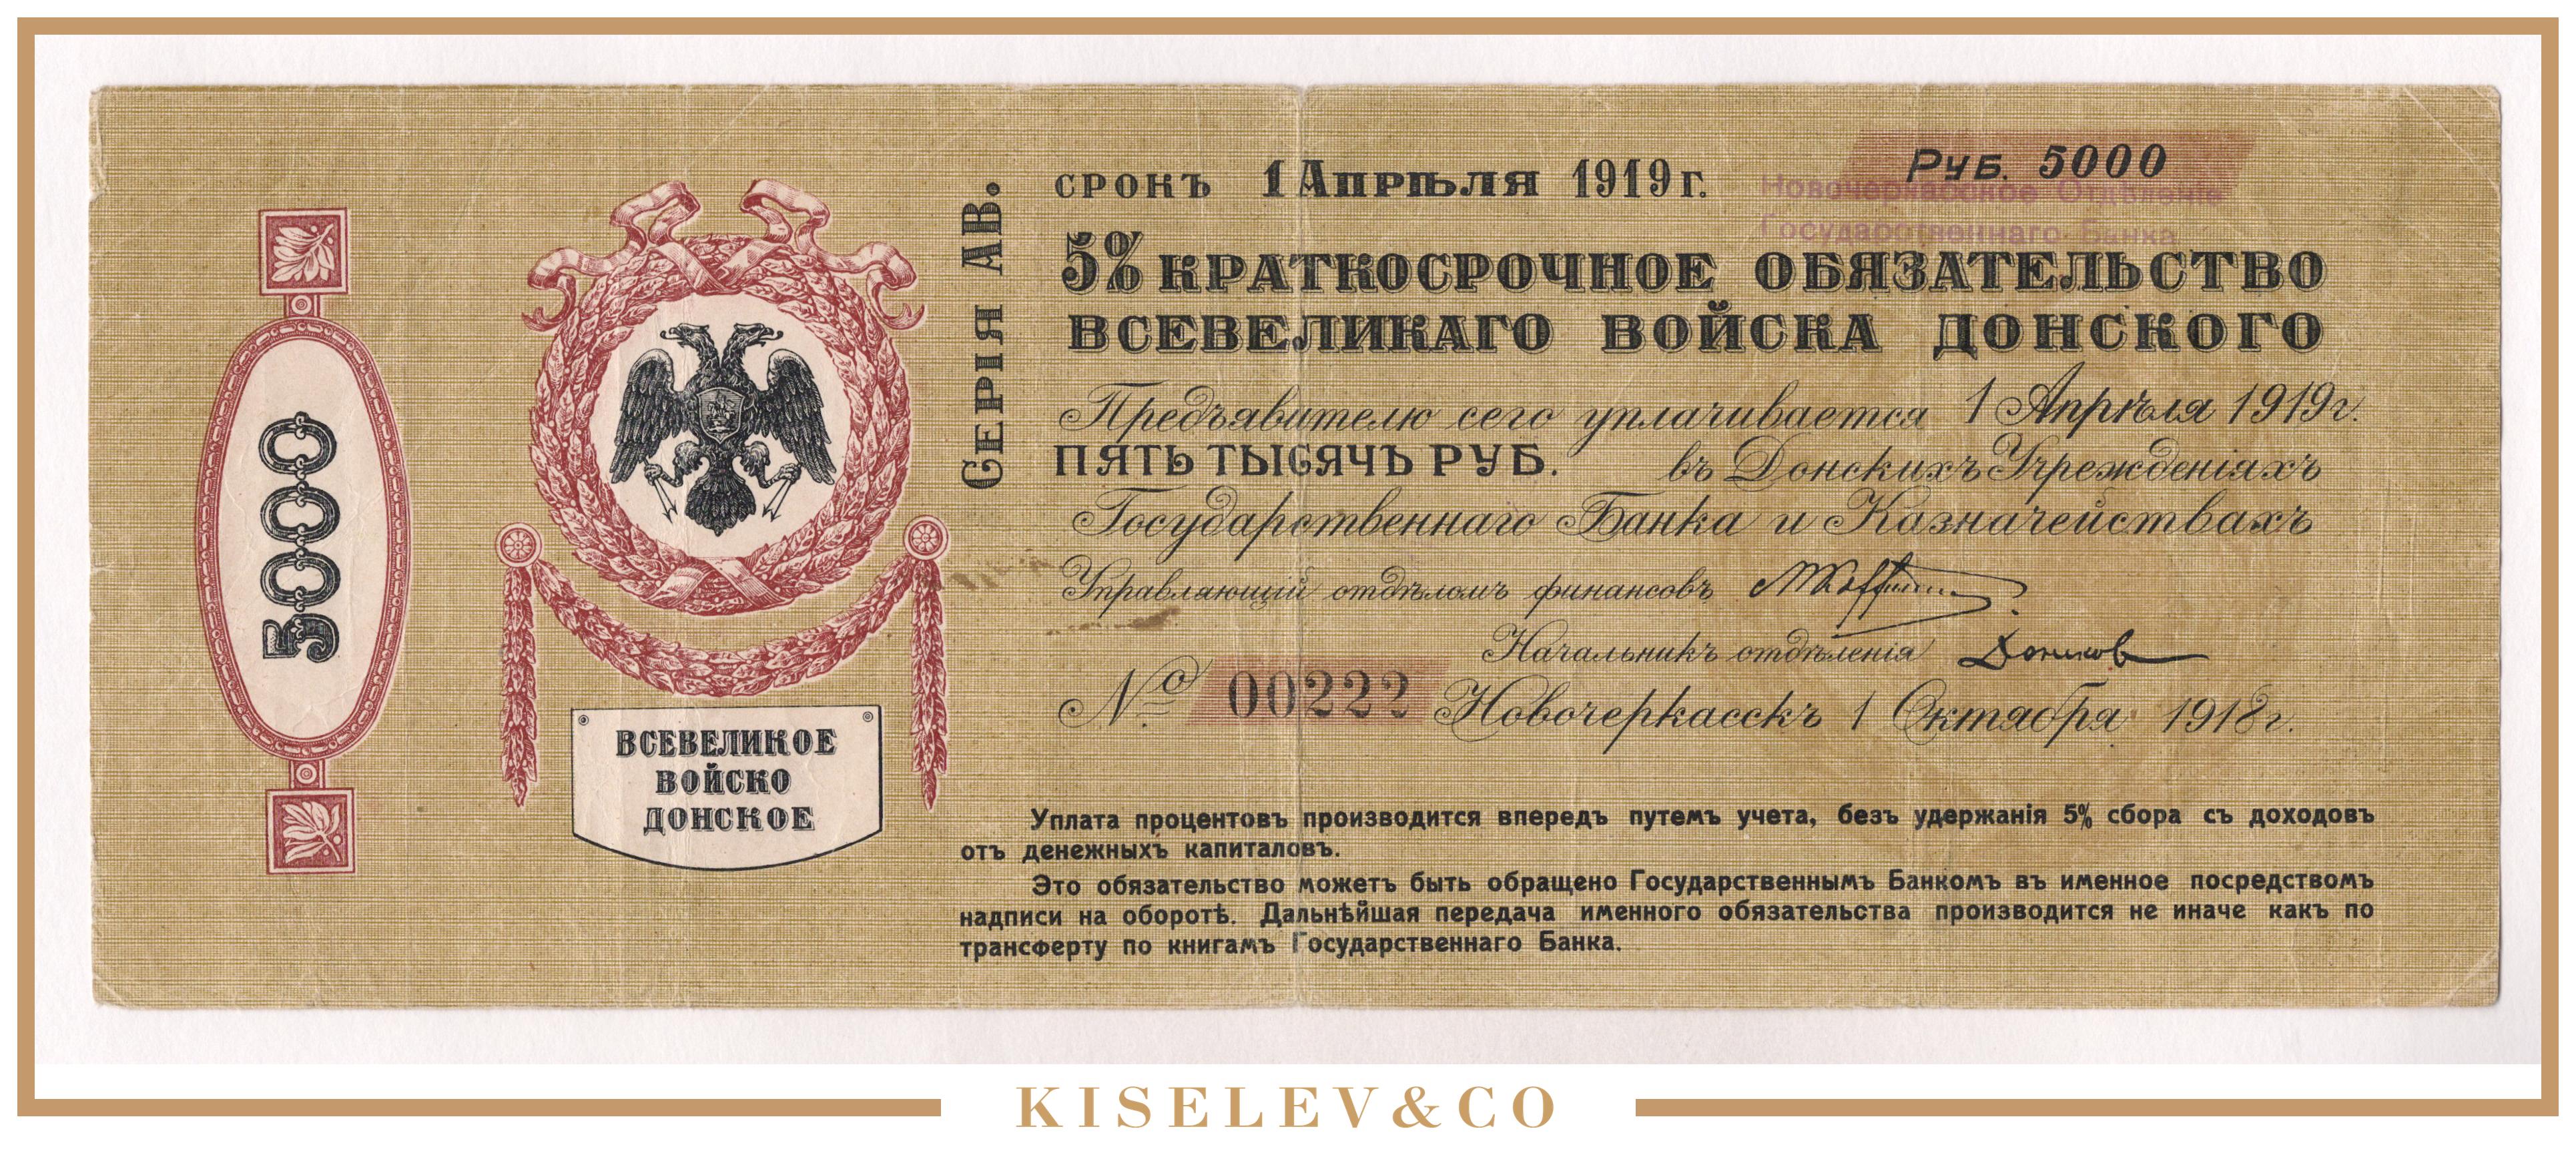 5000
ВСЕВЕЛИКОЕ
ВОЙСКО
ДОНСКОЕ
Серія АВ.
срокъ 1 Апрѣля 1919 г.
Руб. 5000
Новочеркасское Отдѣленіе
Государственнаго Банка
5% КРАТКОСРОЧНОЕ ОБЯЗАТЕЛЬСТВО
ВСЕВЕЛИКАГО ВОЙСКА ДОНСКОГО
Предъявителю сего уплачивается 1 Апрѣля 1919 г.
ПЯТЬ ТЫСЯЧЪ РУБ. въ Донскихъ Учрежденіяхъ
Государственнаго Банка и Казначействахъ
Управляющій отдѣломъ финансовъ
Начальникъ отдѣленія
№ 00222 Новочеркасскъ 1 Октября 1918 г.
Уплата процентовъ производится впередъ путемъ учета, безъ удержанія 5% сбора съ доходовъ
отъ денежныхъ капиталовъ.
Это обязательство можетъ быть обращено Государственнымъ Банкомъ въ именное посредствомъ
надписи на оборотѣ. Дальнѣйшая передача именного обязательства производится не иначе какъ по
трансферту по книгамъ Государственнаго Банка.
KISELEV&CO